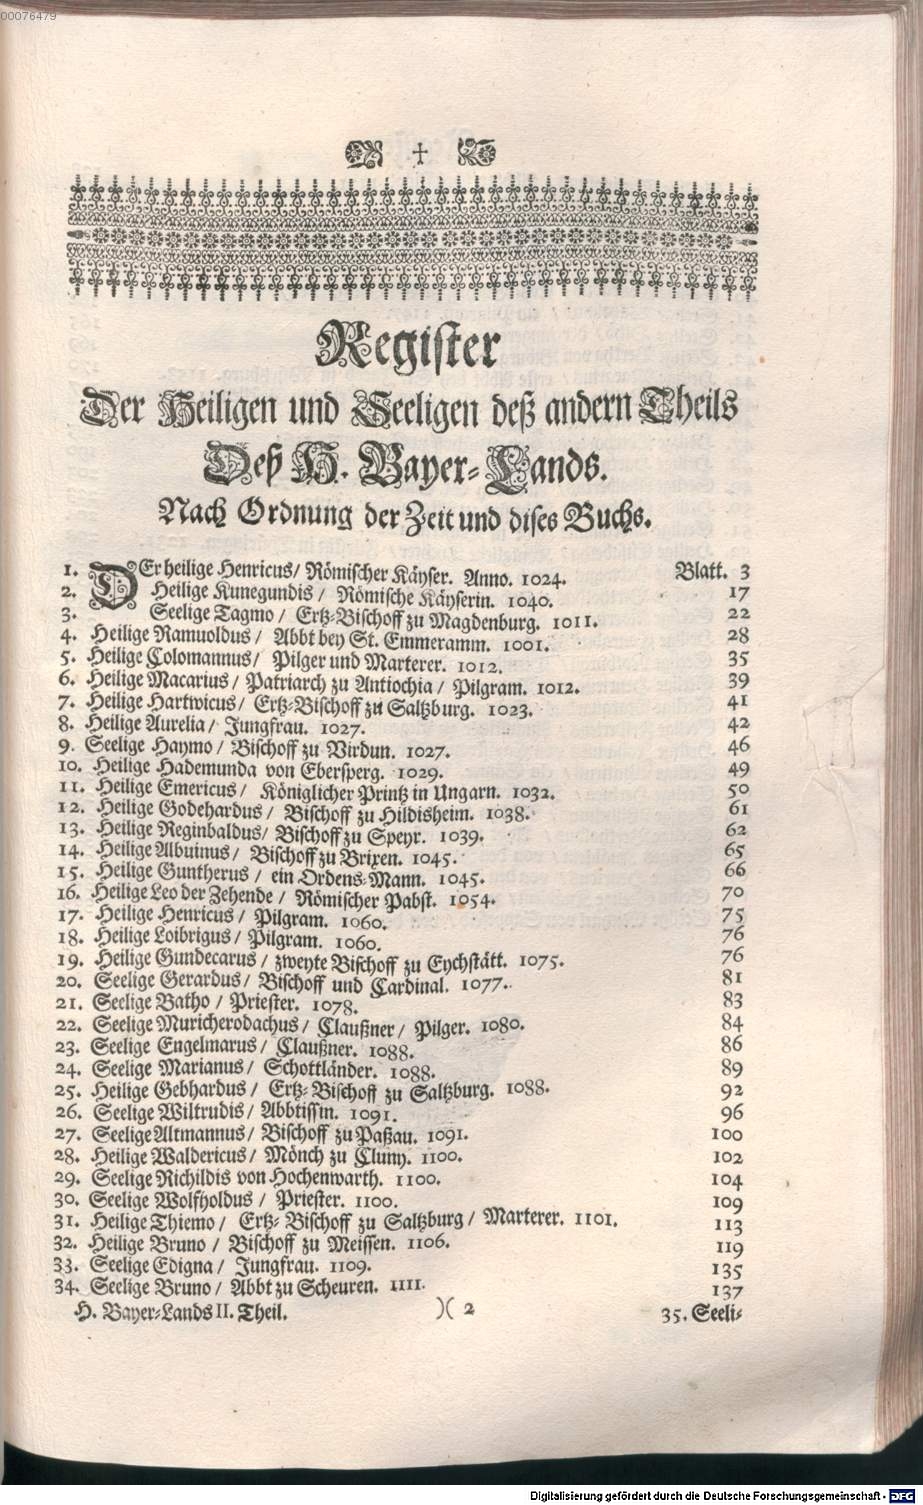 00076479
Register
Der Heiligen und Seeligen deß andern Theils
Deß H. Bayer-Lands.
Nach Ordnung der Zeit und dises Buchs.
1. DEr heilige Henricus/ Römischer Käyser. Anno. 1024. Blatt. 3
2. Heilige Kunegundis / Römische Käyserin. 1040. 17
3. Seelige Tagmo / Ertz-Bischoff zu Magdenburg. 1011. 22
4. Heilige Ramuoldus / Abbt bey St. Emmeramm. 1001. 28
5. Heilige Colomannus/ Pilger und Marterer. 1012. 35
6. Heilige Macarius / Patriarch zu Antiochia / Pilgram. 1012. 39
7. Heilige Hartwicus / Ertz-Bischoff zu Saltzburg. 1023. 41
8. Heilige Aurelia / Jungfrau. 1027. 42
9. Seelige Haymo / Bischoff zu Virdun. 1027. 46
10. Heilige Hademunda von Ebersperg. 1029. 49
11. Heilige Emericus / Königlicher Printz in Ungarn. 1032. 50
12. Heilige Godehardus / Bischoff zu Hildisheim. 1038. 61
13. Heilige Reginbaldus/ Bischoff zu Speyr. 1039. 62
14. Heilige Albuinus / Bischoff zu Brixen. 1045. 65
15. Heilige Guntherus / ein Ordens-Mann. 1045. 66
16. Heilige Leo der Zehende / Römischer Pabst. 1054. 70
17. Heilige Henricus / Pilgram. 1060. 75
18. Heilige Loibrigus / Pilgram. 1060. 76
19. Heilige Gundecarus / zweyte Bischoff zu Eychstätt. 1075. 76
20. Seelige Gerardus / Bischoff und Cardinal. 1077. 81
21. Seelige Batho / Priester. 1078. 83
22. Seelige Muricherodachus / Claußner / Pilger. 1080. 84
23. Seelige Engelmarus / Claußner. 1088. 86
24. Seelige Marianus / Schottländer. 1088. 89
25. Heilige Gebhardus / Ertz-Bischoff zu Saltzburg. 1088. 92
26. Seelige Wiltrudis / Abbtissin. 1091. 96
27. Seelige Altmannus / Bischoff zu Paßau. 1091. 100
28. Heilige Waldericus / Mönch zu Cluny. 1100. 102
29. Seelige Richildis von Hochenwarth. 1100. 104
30. Seelige Wolfholdus / Priester. 1100. 109
31. Heilige Thiemo / Ertz-Bischoff zu Saltzburg / Marterer. 1101. 113
32. Heilige Bruno / Bischoff zu Meissen. 1106. 119
33. Seelige Edigna / Jungfrau. 1109. 135
34. Seelige Bruno / Abbt zu Scheuren. 1111. 137
H. Bayer-Lands II. Theil. )( 2 35. Seeli-
Digitalisierung gefördert durch die Deutsche Forschungsgemeinschaft - DFG